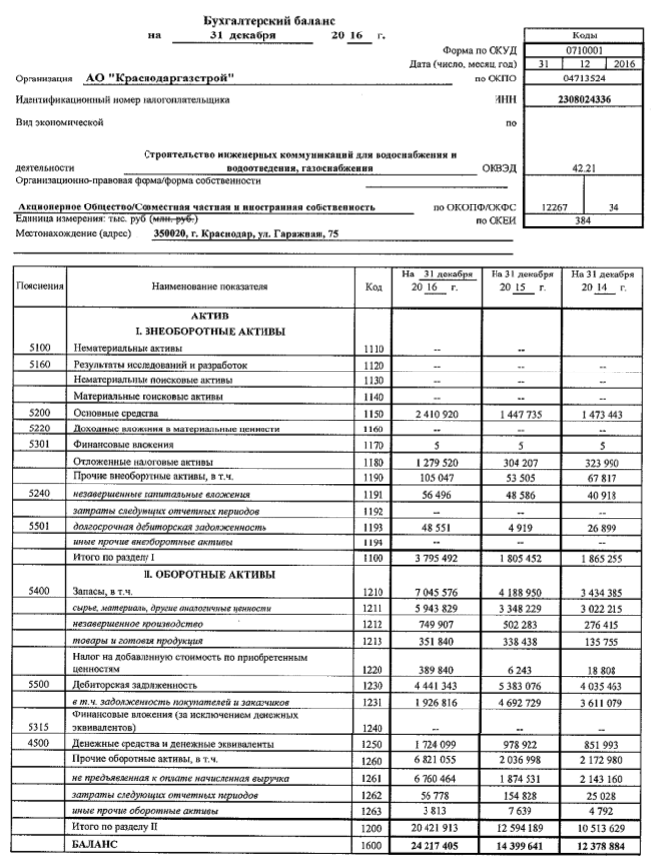 Бухгалтерский баланс
на 31 декабря 20 16 г.
Коды
Форма по ОКУД 0710001
Дата (число, месяц, год) 31 12 2016
Организация АО "Краснодаргазстрой" по ОКПО 04713524
Идентификационный номер налогоплательщика ИНН 2308024336
Вид экономической по
Строительство инженерных коммуникаций для водоснабжения и
деятельности водоотведения, газоснабжения ОКВЭД 42.21
Организационно-правовая форма/форма собственности
Акционерное Общество/Совместная частная и иностранная собственность по ОКОПФ/ОКФС 12267 34
Единица измерения: тыс. руб (млн. руб.) по ОКЕИ 384
Местонахождение (адрес) 350020, г. Краснодар, ул. Гаражная, 75
Пояснения Наименование показателя Код На 31 декабря 20 16 г. На 31 декабря 20 15 г. На 31 декабря 20 14 г.
АКТИВ
I. ВНЕОБОРОТНЫЕ АКТИВЫ
5100 Нематериальные активы 1110 -- -- --
5160 Результаты исследований и разработок 1120 -- -- --
Нематериальные поисковые активы 1130 -- -- --
Материальные поисковые активы 1140 -- -- --
5200 Основные средства 1150 2 410 920 1 447 735 1 473 443
5220 Доходные вложения в материальные ценности 1160 -- -- --
5301 Финансовые вложения 1170 5 5 5
Отложенные налоговые активы 1180 1 279 520 304 207 323 990
Прочие внеоборотные активы, в т.ч. 1190 105 047 53 505 67 817
5240 незавершенные капитальные вложения 1191 56 496 48 586 40 918
затраты следующих отчетных периодов 1192 -- -- --
5501 долгосрочная дебиторская задолженность 1193 48 551 4 919 26 899
иные прочие внеоборотные активы 1194 -- -- --
Итого по разделу I 1100 3 795 492 1 805 452 1 865 255
II. ОБОРОТНЫЕ АКТИВЫ
5400 Запасы, в т.ч. 1210 7 045 576 4 188 950 3 434 385
сырье, материалы, другие аналогичные ценности 1211 5 943 829 3 348 229 3 022 215
незавершенное производство 1212 749 907 502 283 276 415
товары и готовая продукция 1213 351 840 338 438 135 755
Налог на добавленную стоимость по приобретенным
ценностям 1220 389 840 6 243 18 808
5500 Дебиторская задолженность 1230 4 441 343 5 383 076 4 035 463
в т.ч. задолженность покупателей и заказчиков 1231 1 926 816 4 692 729 3 611 079
Финансовые вложения (за исключением денежных
5315 эквивалентов) 1240 -- -- --
4500 Денежные средства и денежные эквиваленты 1250 1 724 099 978 922 851 993
Прочие оборотные активы, в т.ч. 1260 6 821 055 2 036 998 2 172 980
не предъявленная к оплате начисленная выручка 1261 6 760 464 1 874 531 2 143 160
затраты следующих отчетных периодов 1262 56 778 154 828 25 028
иные прочие оборотные активы 1263 3 813 7 639 4 792
Итого по разделу II 1200 20 421 913 12 594 189 10 513 629
БАЛАНС 1600 24 217 405 14 399 641 12 378 884